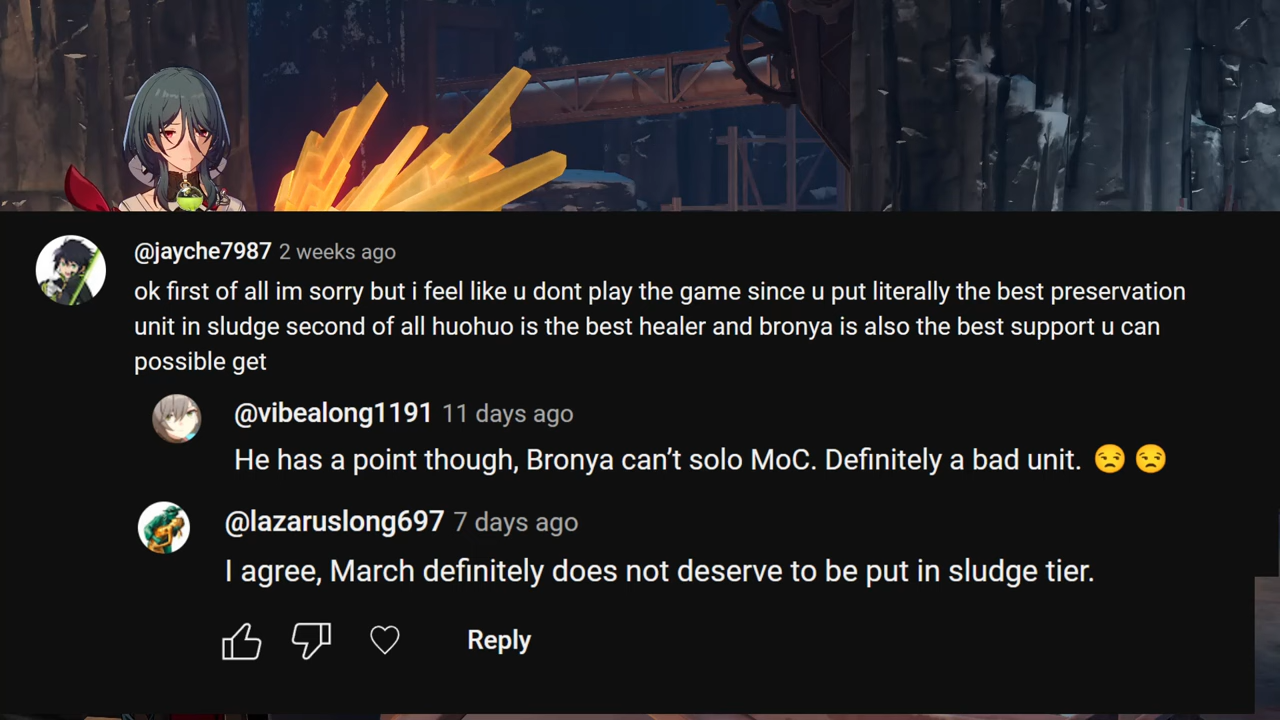 @jayche7987 2 weeks ago
ok first of all im sorry but i feel like u dont play the game since u put literally the best preservation
unit in sludge second of all huohuo is the best healer and bronya is also the best support u can
possible get
@vibealong1191 11 days ago
He has a point though, Bronya can’t solo MoC. Definitely a bad unit. 😒 😒
@lazaruslong697 7 days ago
I agree, March definitely does not deserve to be put in sludge tier.
Reply